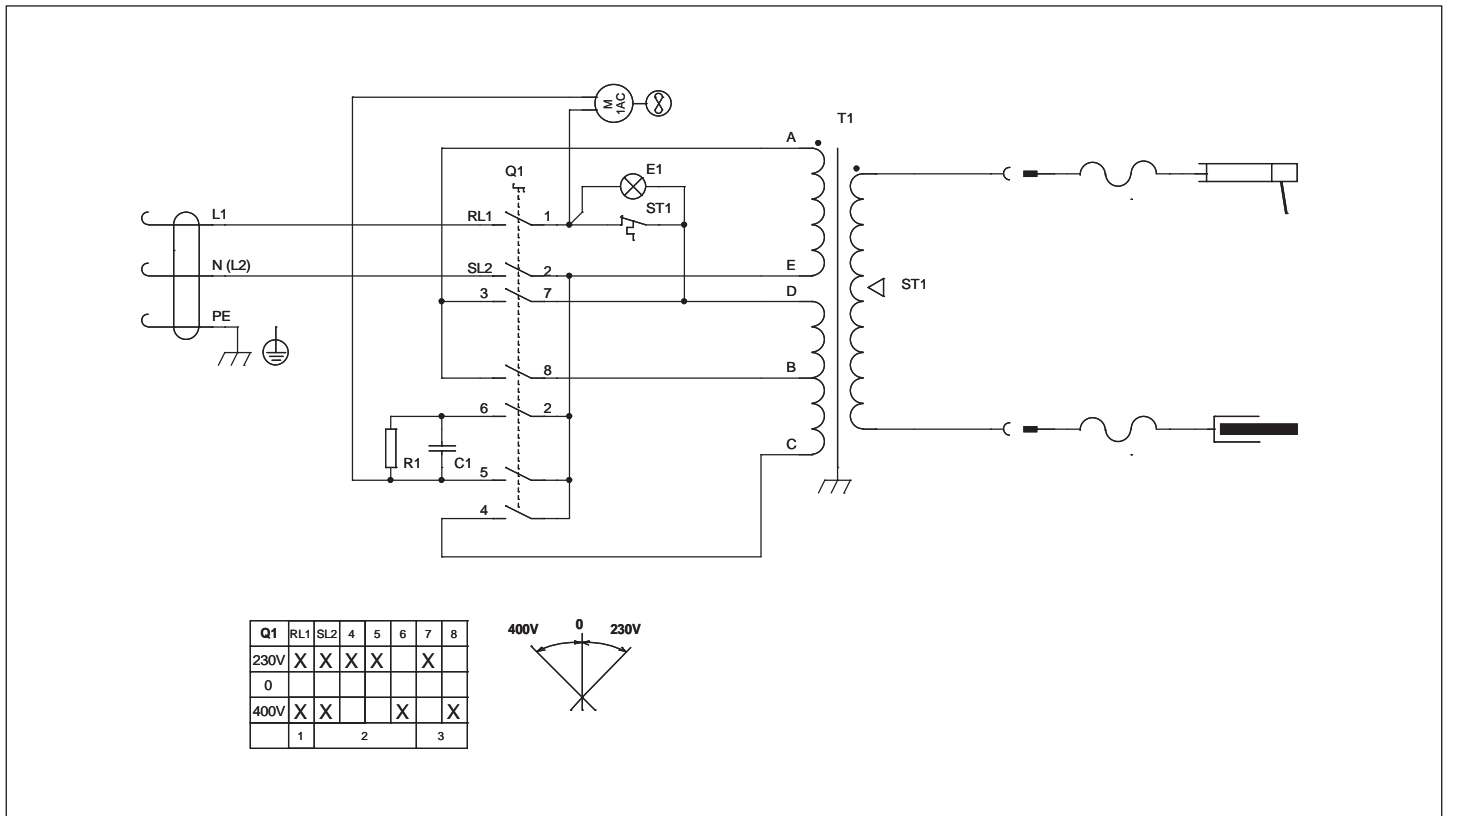 M
1AC
T1
A
Q1
E1
L1
RL1
1
ST1
N (L2)
SL2
2
E
3
7
D
ST1
PE
8
B
6
2
R1
C1
5
C
4
Q1 RL1 SL2 4 5 6 7 8
230V X X X X X
0
400V X X X X
1 2 3
400V 0 230V